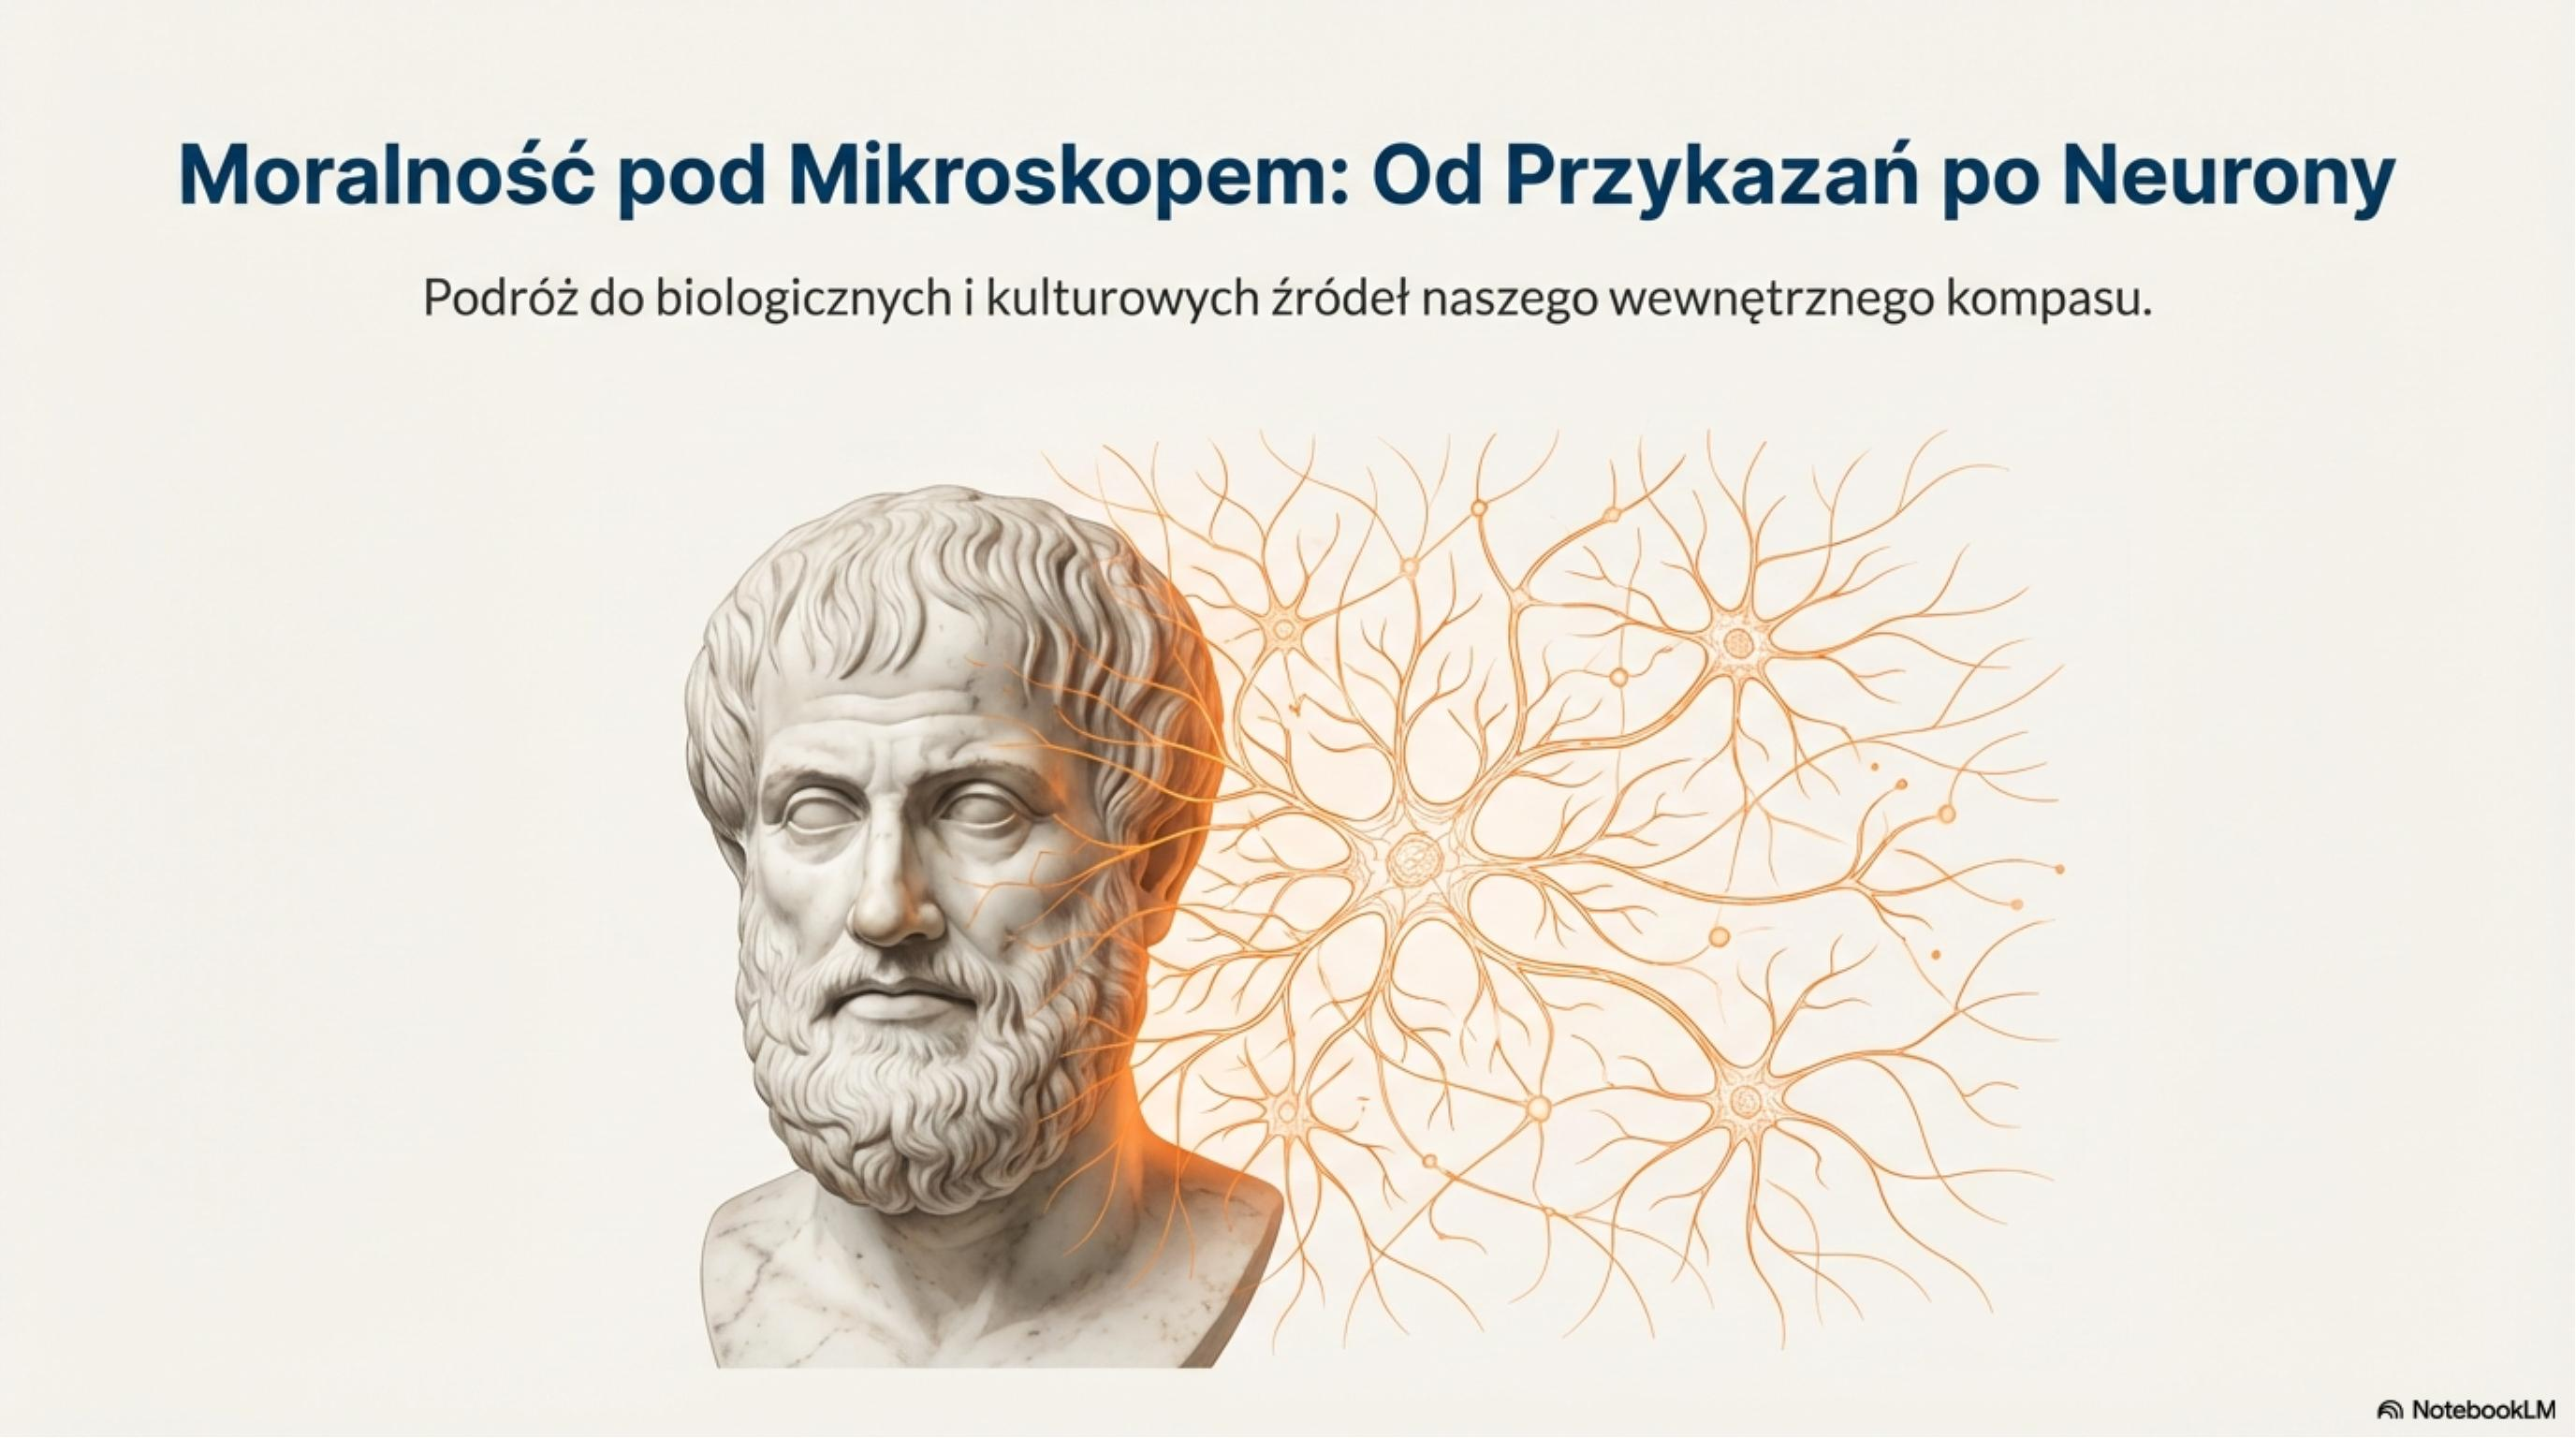 Moralność pod Mikroskopem: Od Przykazań po Neurony
Podróż do biologicznych i kulturowych źródeł naszego wewnętrznego kompasu.
NotebookLM